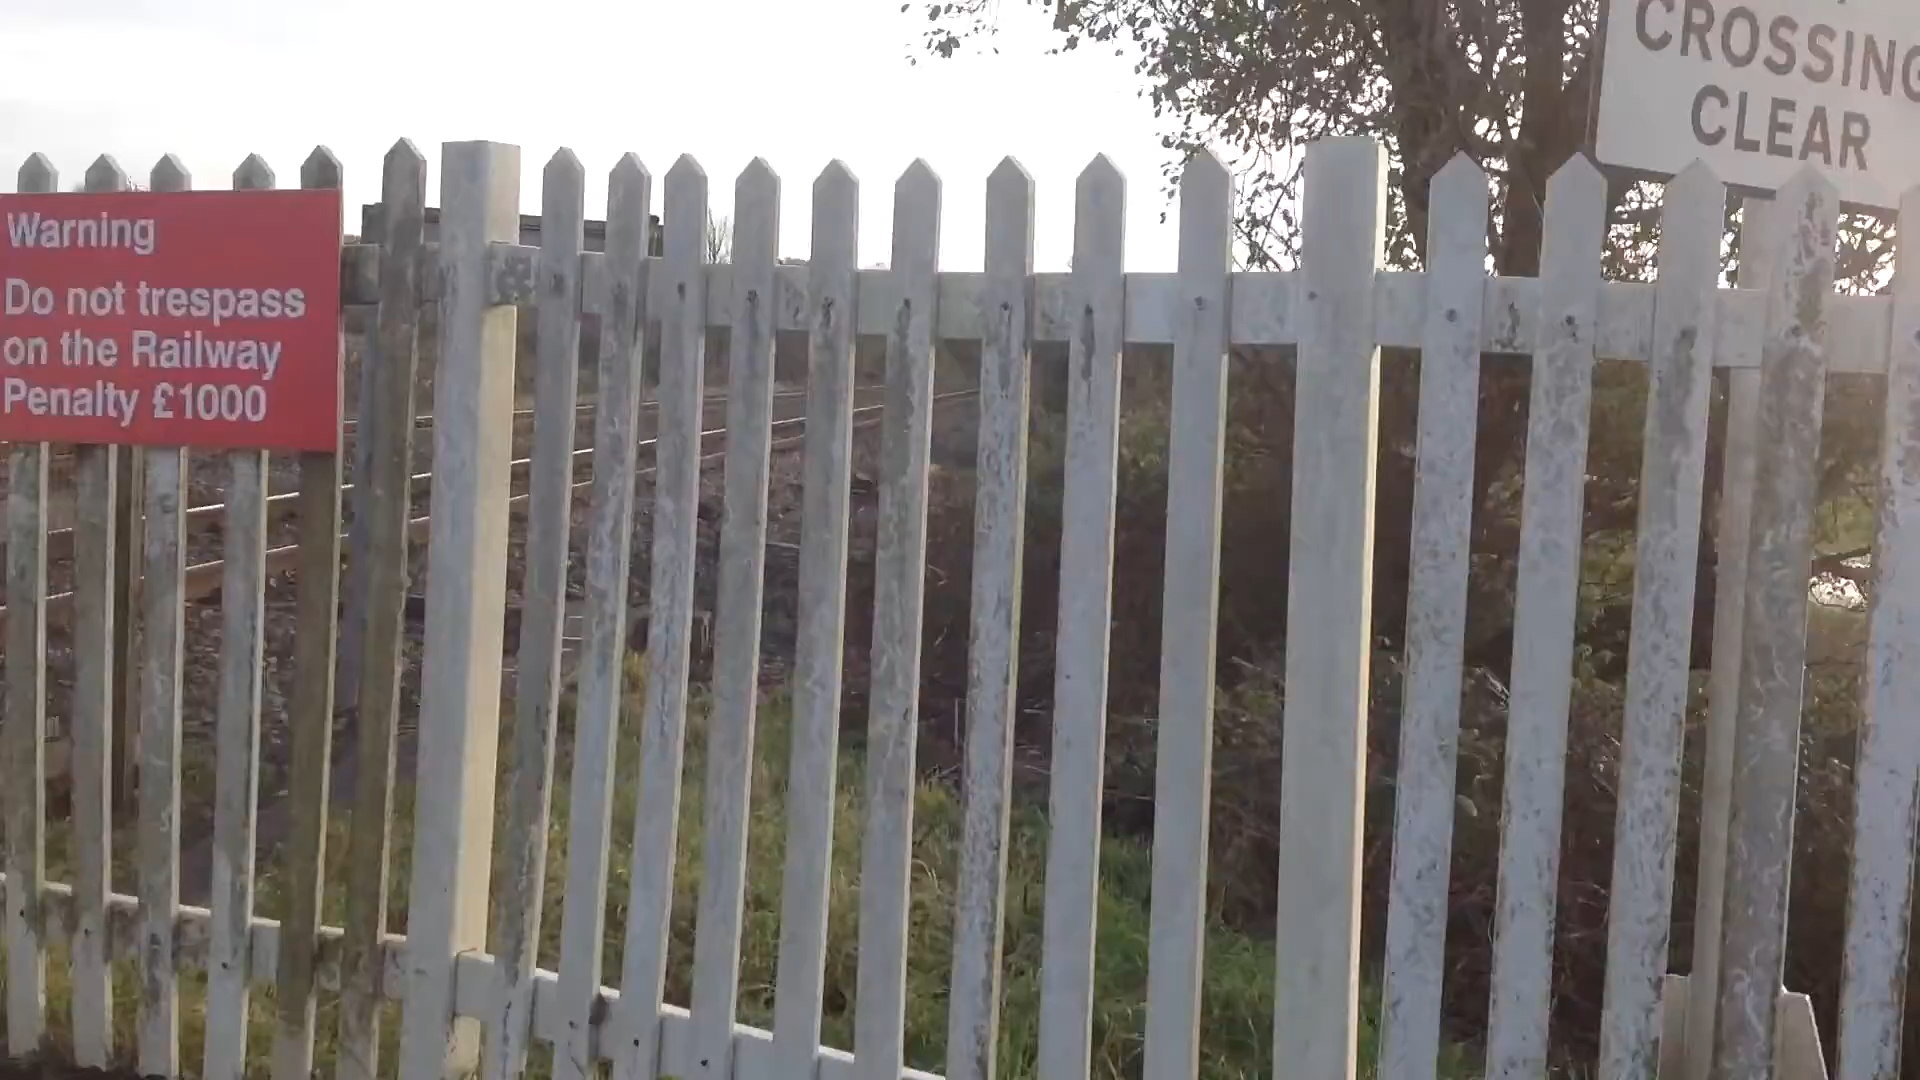 Warning
Do not trespass
on the Railway
Penalty £1000
CROSSING
CLEAR